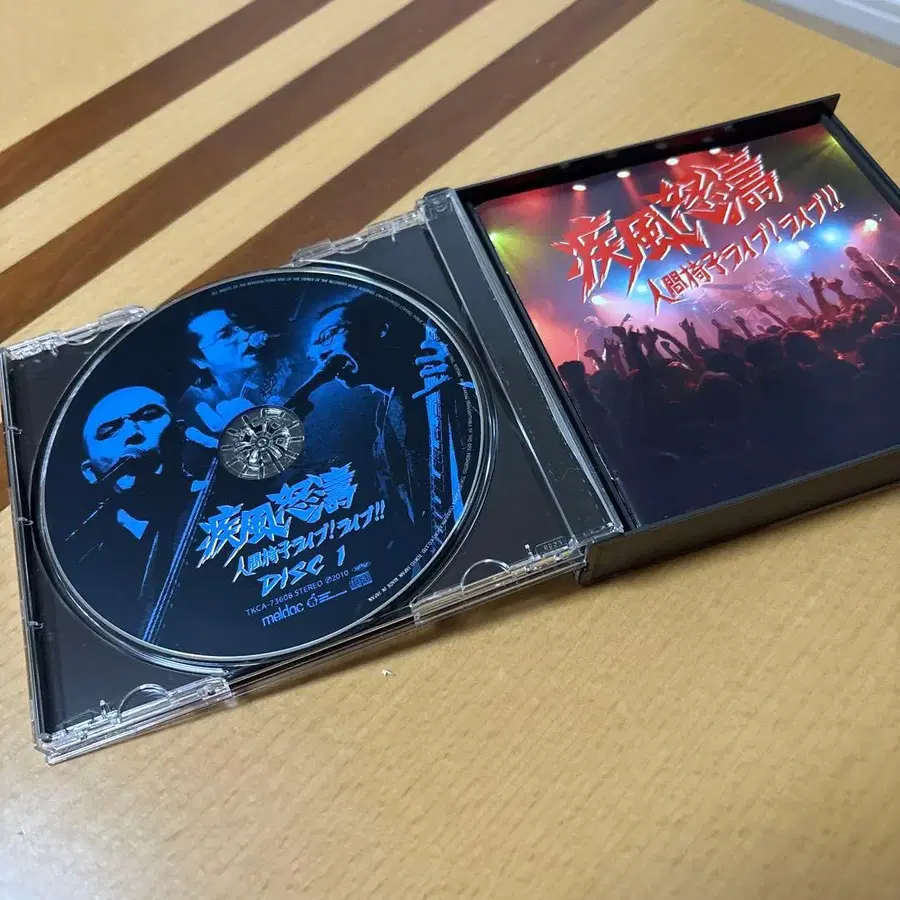 疾風怒濤
人間椅子ライブ!ライブ!!
DISC 1
TKCA-73608 STEREO ℗2010
meldac
疾風怒濤
人間椅子ライブ!ライブ!!